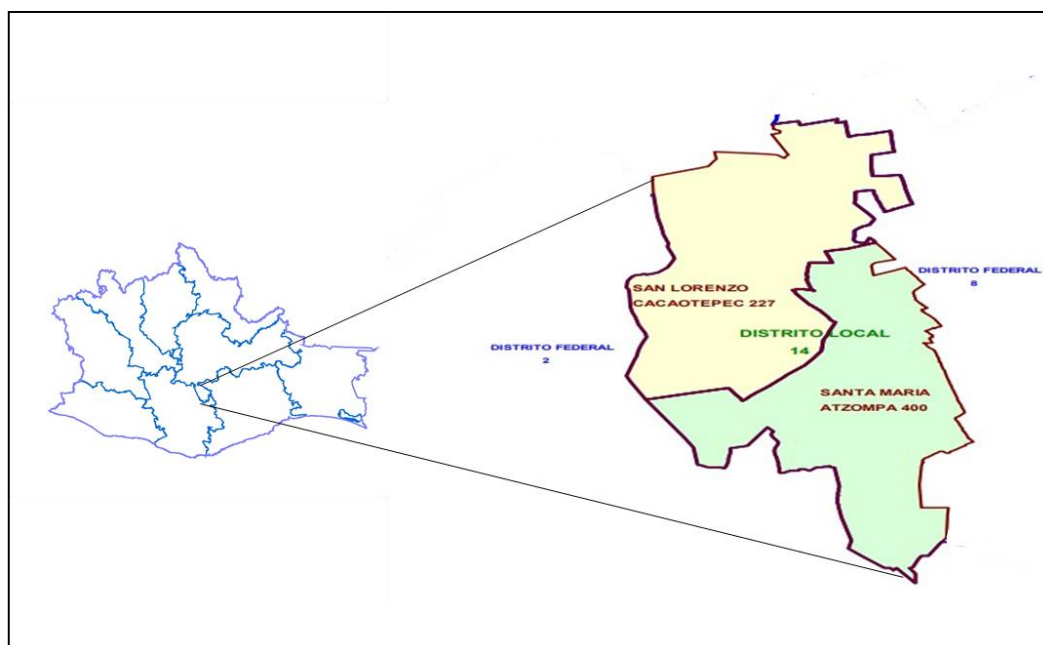 DISTRITO FEDERAL
8
SAN LORENZO
CACAOTEPEC 227
DISTRITO LOCAL
14
DISTRITO FEDERAL
2
SANTA MARIA
ATZOMPA 400